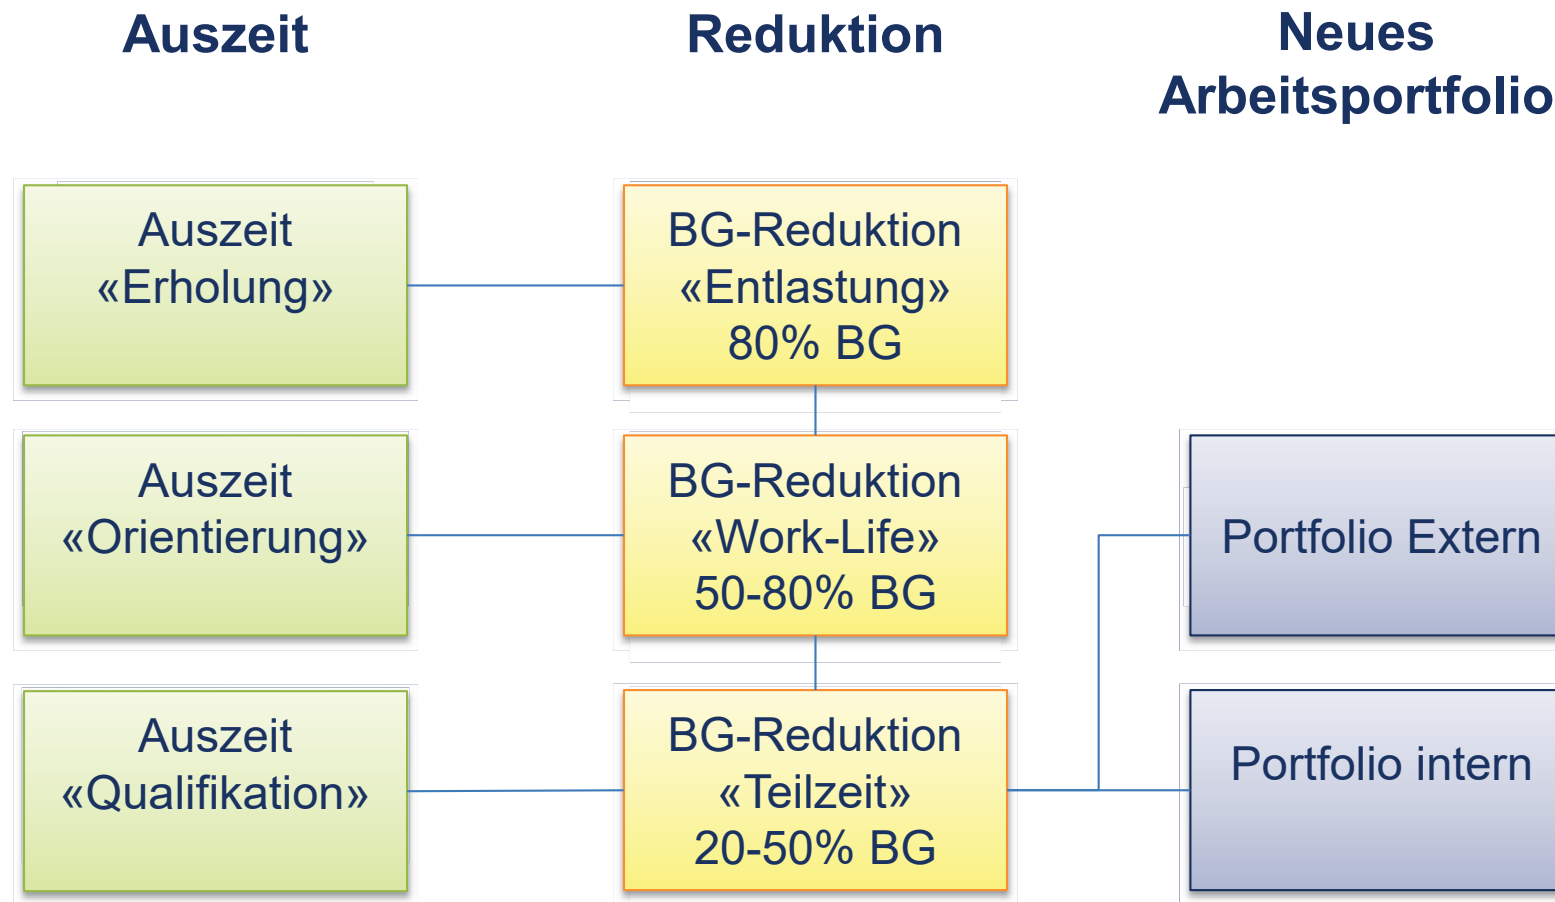 Auszeit
Reduktion
Neues
Arbeitsportfolio
Auszeit
«Erholung»
BG-Reduktion
«Entlastung»
80% BG
Auszeit
«Orientierung»
BG-Reduktion
«Work-Life»
50-80% BG
Portfolio Extern
Auszeit
«Qualifikation»
BG-Reduktion
«Teilzeit»
20-50% BG
Portfolio intern